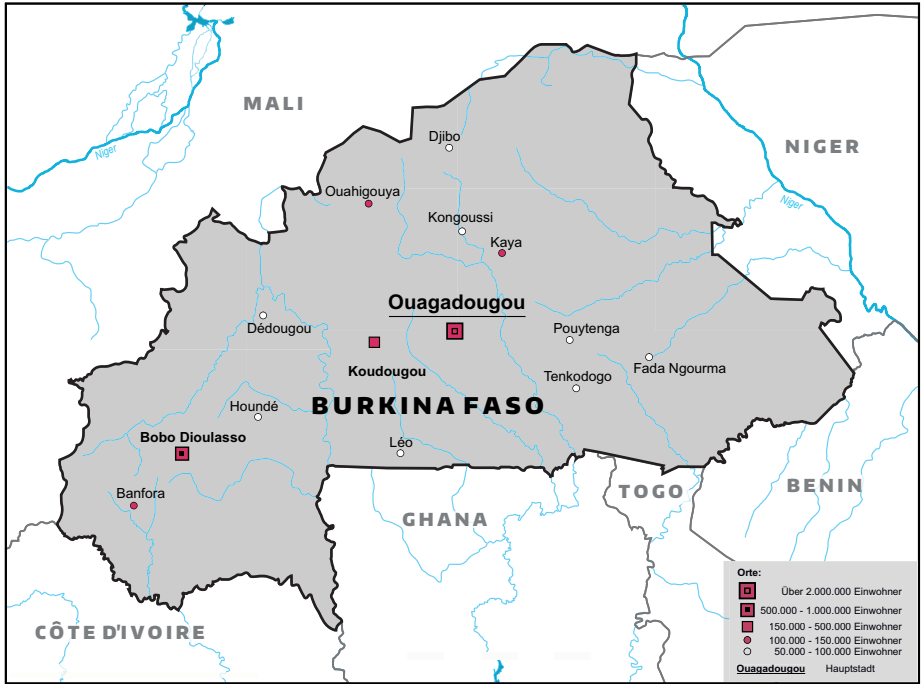 MALI
Djibo
NIGER
Niger
Ouahigouya
Niger
Kongoussi
Kaya
Ouagadougou
Dédougou
Pouytenga
Koudougou
Fada Ngourma
Tenkodogo
Houndé
BURKINA FASO
Bobo Dioulasso
Léo
Banfora
TOGO
BENIN
GHANA
CÔTE D'IVOIRE
Orte:
Über 2.000.000 Einwohner
500.000 - 1.000.000 Einwohner
150.000 - 500.000 Einwohner
100.000 - 150.000 Einwohner
50.000 - 100.000 Einwohner
Ouagadougou Hauptstadt